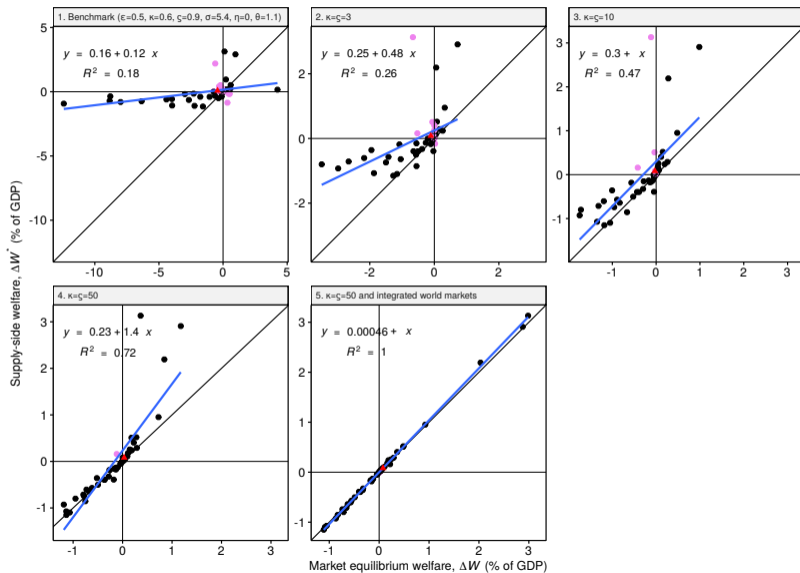 1. Benchmark (ε=0.5, κ=0.6, ς=0.9, σ=5.4, η=0, θ=1.1)
y = 0.16 + 0.12 x
R² = 0.18
5
0
-5
-10
-10
-5
0
5
2. κ=ς=3
y = 0.25 + 0.48 x
R² = 0.26
2
0
-2
-2
0
2
3. κ=ς=10
y = 0.3 + x
R² = 0.47
3
2
1
0
-1
-1
0
1
2
3
Supply-side welfare, ΔW* (% of GDP)
4. κ=ς=50
y = 0.23 + 1.4 x
R² = 0.72
3
2
1
0
-1
-1
0
1
2
3
5. κ=ς=50 and integrated world markets
y = 0.00046 + x
R² = 1
3
2
1
0
-1
-1
0
1
2
3
Market equilibrium welfare, ΔW (% of GDP)